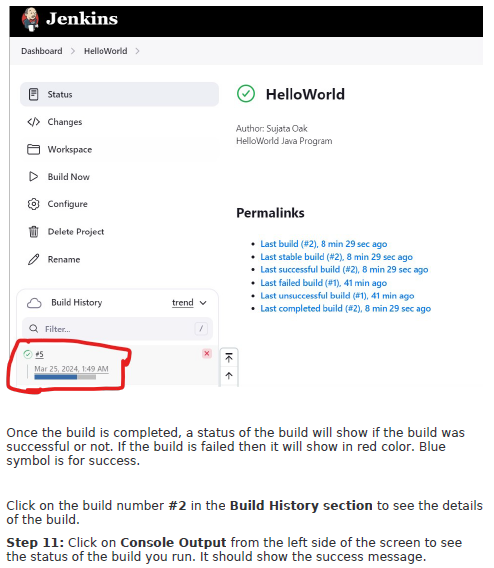 Jenkins
Dashboard > HelloWorld >
Status
Changes
Workspace
Build Now
Configure
Delete Project
Rename
Build History trend
Filter... /
#5
Mar 25, 2024, 1:49 AM
HelloWorld
Author: Sujata Oak
HelloWorld Java Program
Permalinks
• Last build (#2), 8 min 29 sec ago
• Last stable build (#2), 8 min 29 sec ago
• Last successful build (#2), 8 min 29 sec ago
• Last failed build (#1), 41 min ago
• Last unsuccessful build (#1), 41 min ago
• Last completed build (#2), 8 min 29 sec ago
Once the build is completed, a status of the build will show if the build was
successful or not. If the build is failed then it will show in red color. Blue
symbol is for success.
Click on the build number #2 in the Build History section to see the details
of the build.
Step 11: Click on Console Output from the left side of the screen to see
the status of the build you run. It should show the success message.